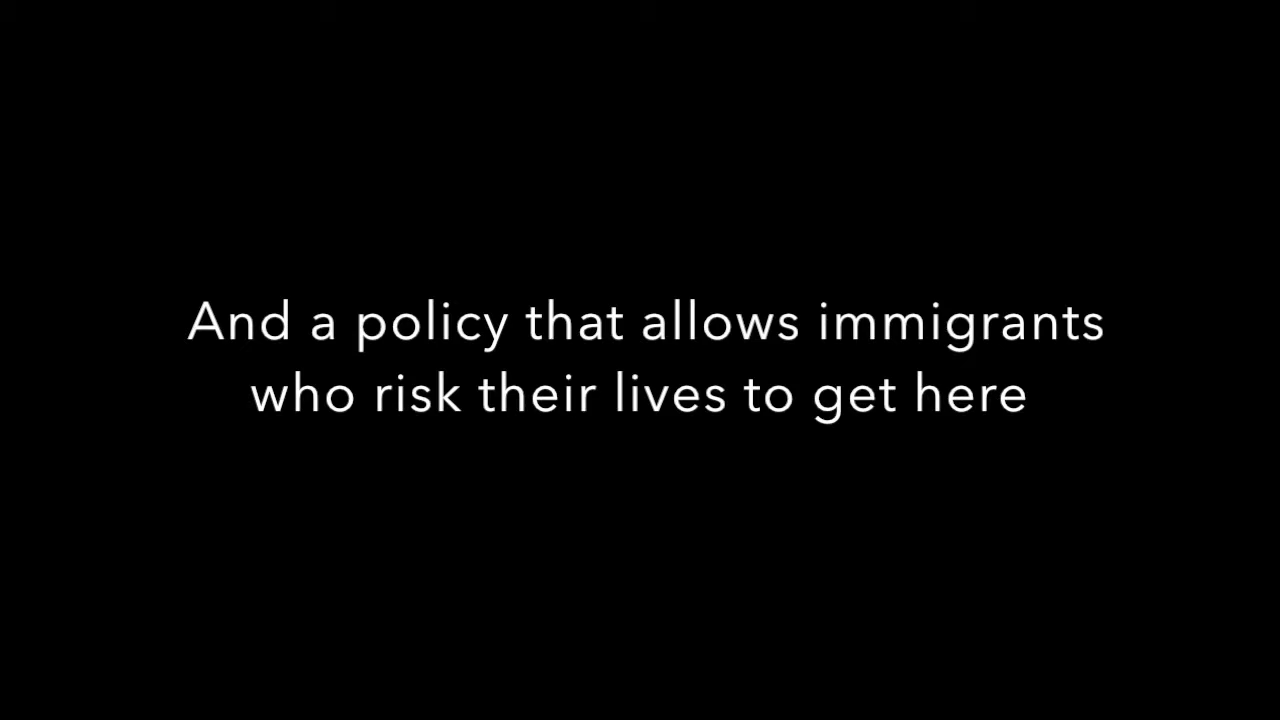 And a policy that allows immigrants
who risk their lives to get here